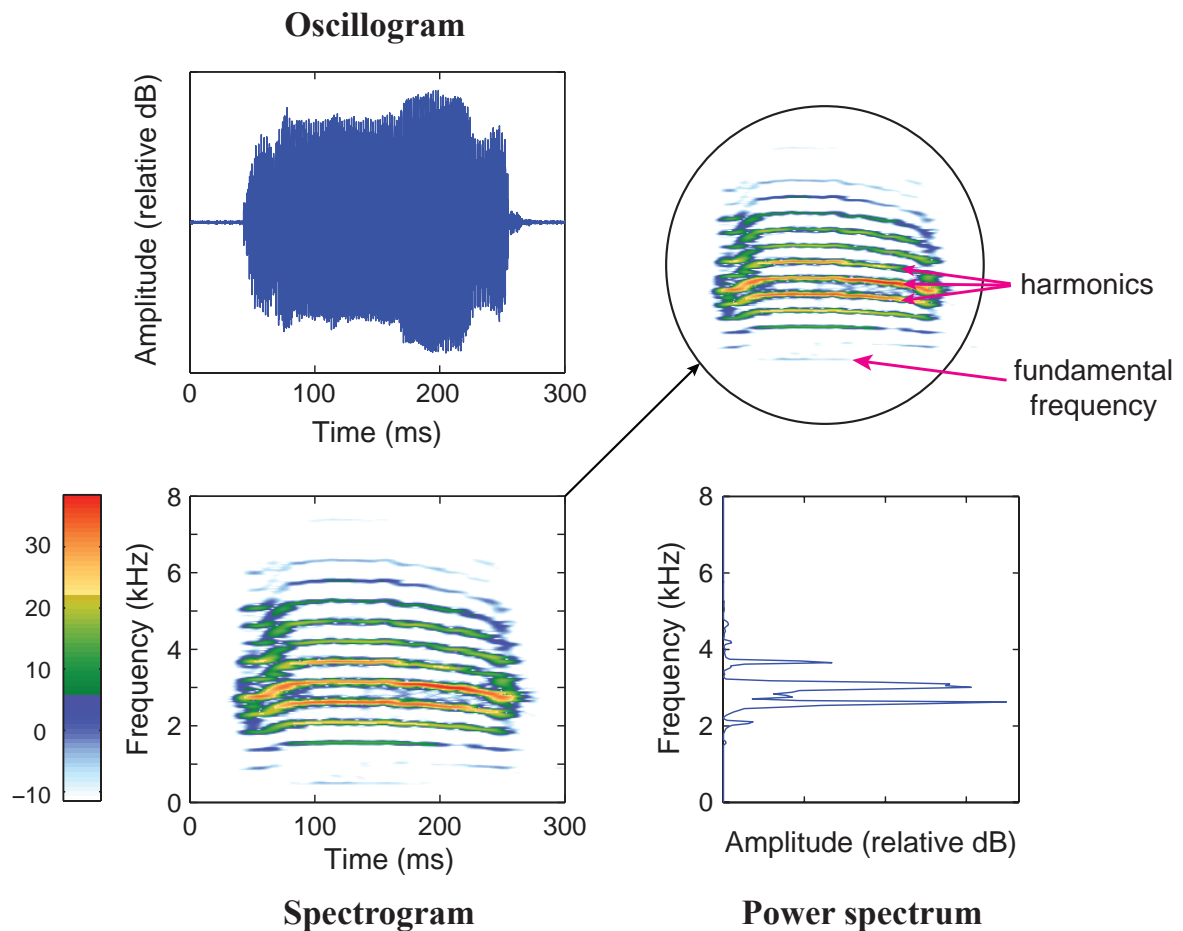 Oscillogram
Amplitude (relative dB)
0
100
200
300
Time (ms)
harmonics
fundamental
frequency
30
20
10
0
−10
Frequency (kHz)
8
6
4
2
0
0
100
200
300
Time (ms)
Spectrogram
Frequency (kHz)
8
6
4
2
0
Amplitude (relative dB)
Power spectrum